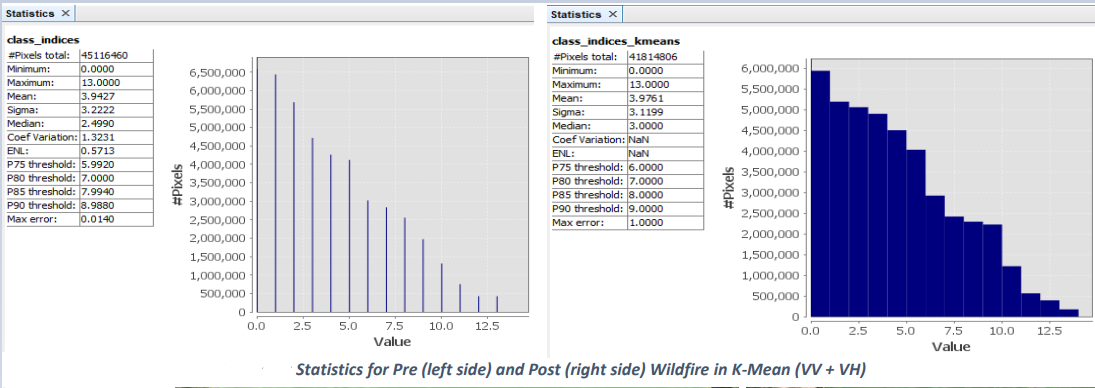 Statistics ×
class_indices
#Pixels total: 45116460
Minimum: 0.0000
Maximum: 13.0000
Mean: 3.9427
Sigma: 3.2222
Median: 2.4990
Coef Variation: 1.3231
ENL: 0.5713
P75 threshold: 5.9920
P80 threshold: 7.0000
P85 threshold: 7.9940
P90 threshold: 8.9880
Max error: 0.0140
#Pixels
6,500,000
6,000,000
5,500,000
5,000,000
4,500,000
4,000,000
3,500,000
3,000,000
2,500,000
2,000,000
1,500,000
1,000,000
500,000
0
0.0 2.5 5.0 7.5 10.0 12.5
Value
Statistics ×
class_indices_kmeans
#Pixels total: 41814806
Minimum: 0.0000
Maximum: 13.0000
Mean: 3.9761
Sigma: 3.1199
Median: 3.0000
Coef Variation: NaN
ENL: NaN
P75 threshold: 6.0000
P80 threshold: 7.0000
P85 threshold: 8.0000
P90 threshold: 9.0000
Max error: 1.0000
#Pixels
6,000,000
5,500,000
5,000,000
4,500,000
4,000,000
3,500,000
3,000,000
2,500,000
2,000,000
1,500,000
1,000,000
500,000
0
0.0 2.5 5.0 7.5 10.0 12.5
Value
Statistics for Pre (left side) and Post (right side) Wildfire in K-Mean (VV + VH)